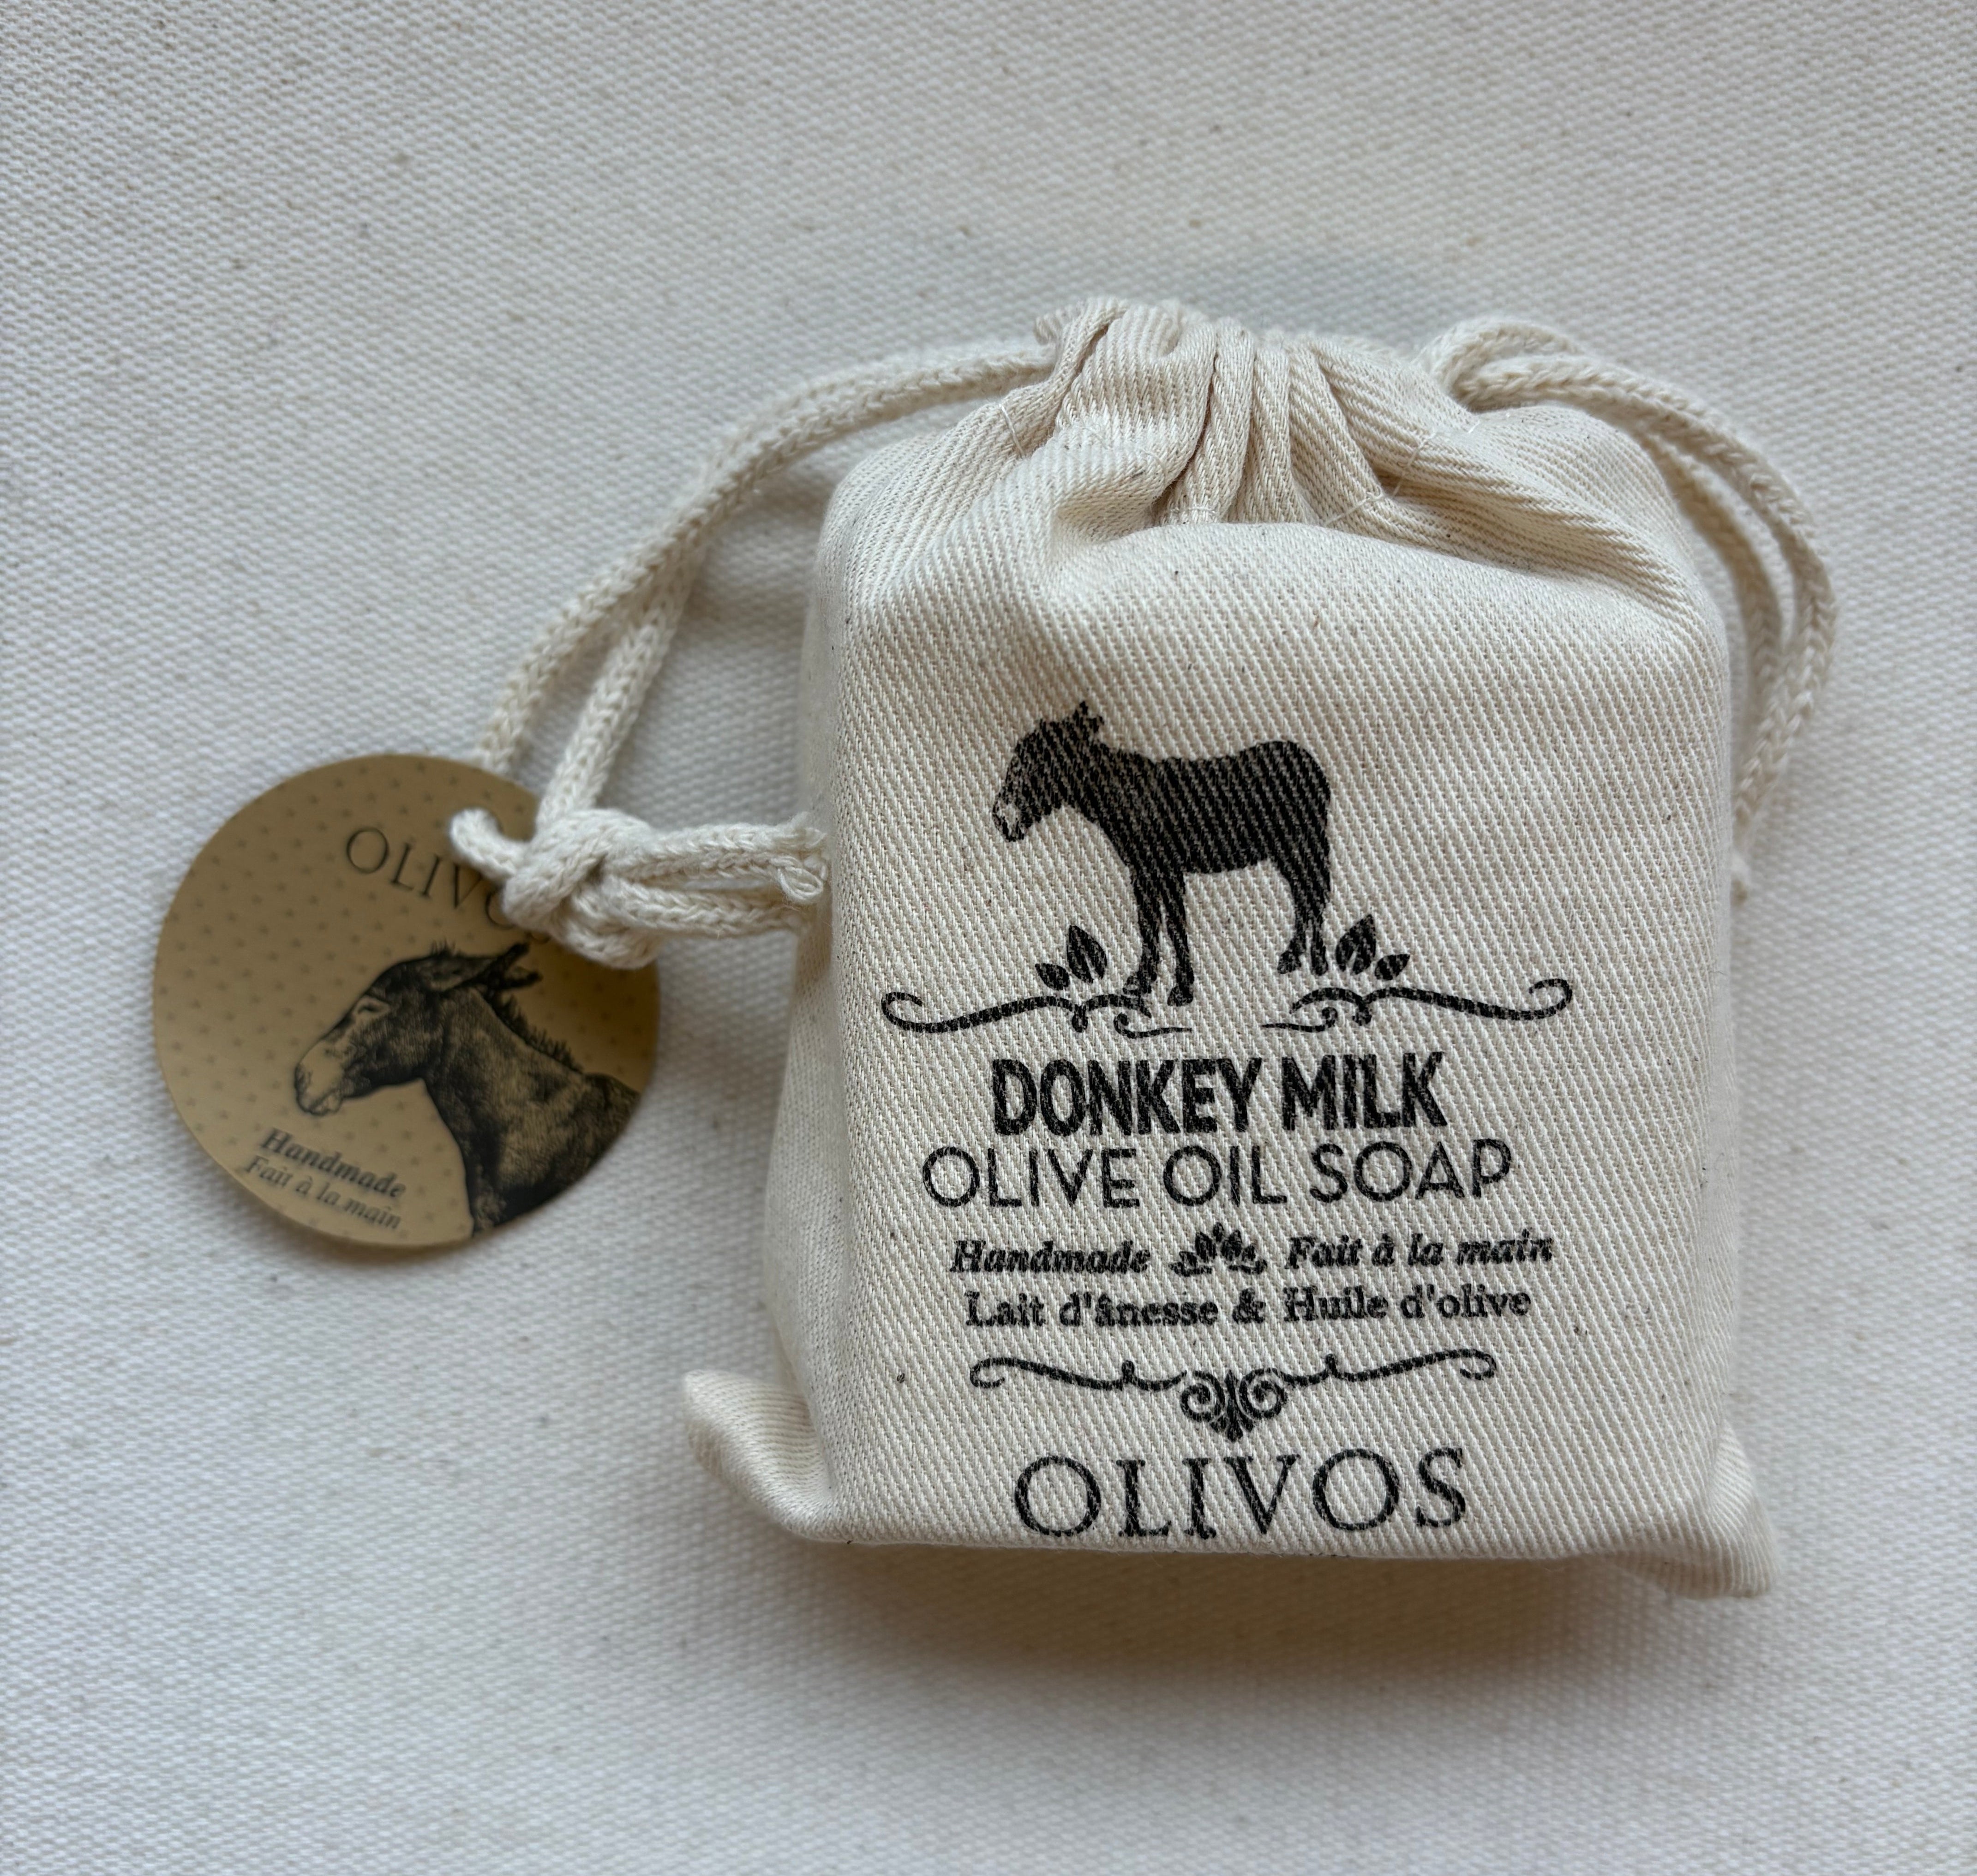 OLIVOS
Handmade
Fait à la main
DONKEY MILK
OLIVE OIL SOAP
Handmade Fait à la main
Lait d'ânesse & Huile d'olive
OLIVOS